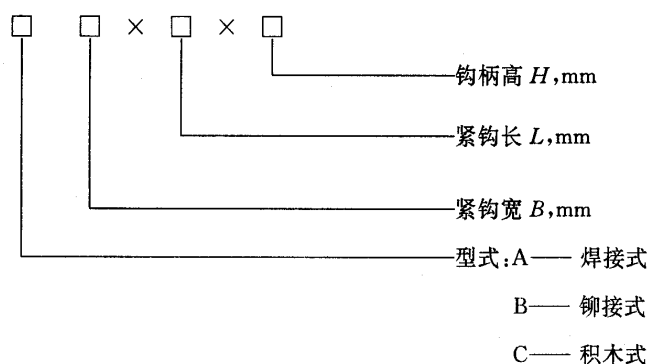 □ □ × □ × □
钩柄高 H,mm
紧钩长 L,mm
紧钩宽 B,mm
型式:A—— 焊接式
B—— 铆接式
C—— 积木式